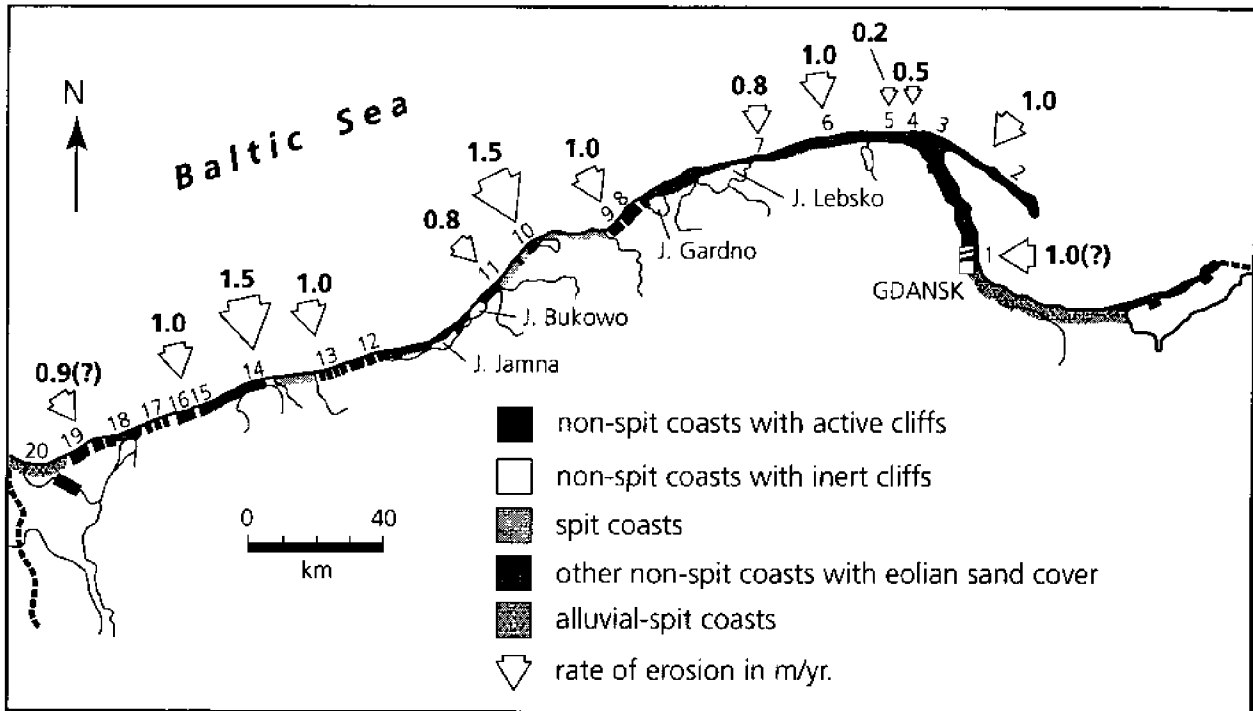 N
Baltic Sea
0.2
1.0
0.5
0.8
1.0
6
5
4
3
2
7
1.5
1.0
J. Lebsko
0.8
10
9
8
J. Gardno
1
1.0(?)
11
GDANSK
1.5
1.0
J. Bukowo
1.0
12
J. Jamna
0.9(?)
14
13
20
19
18
17
16
15
0
40
km
non-spit coasts with active cliffs
non-spit coasts with inert cliffs
spit coasts
other non-spit coasts with eolian sand cover
alluvial-spit coasts
rate of erosion in m/yr.